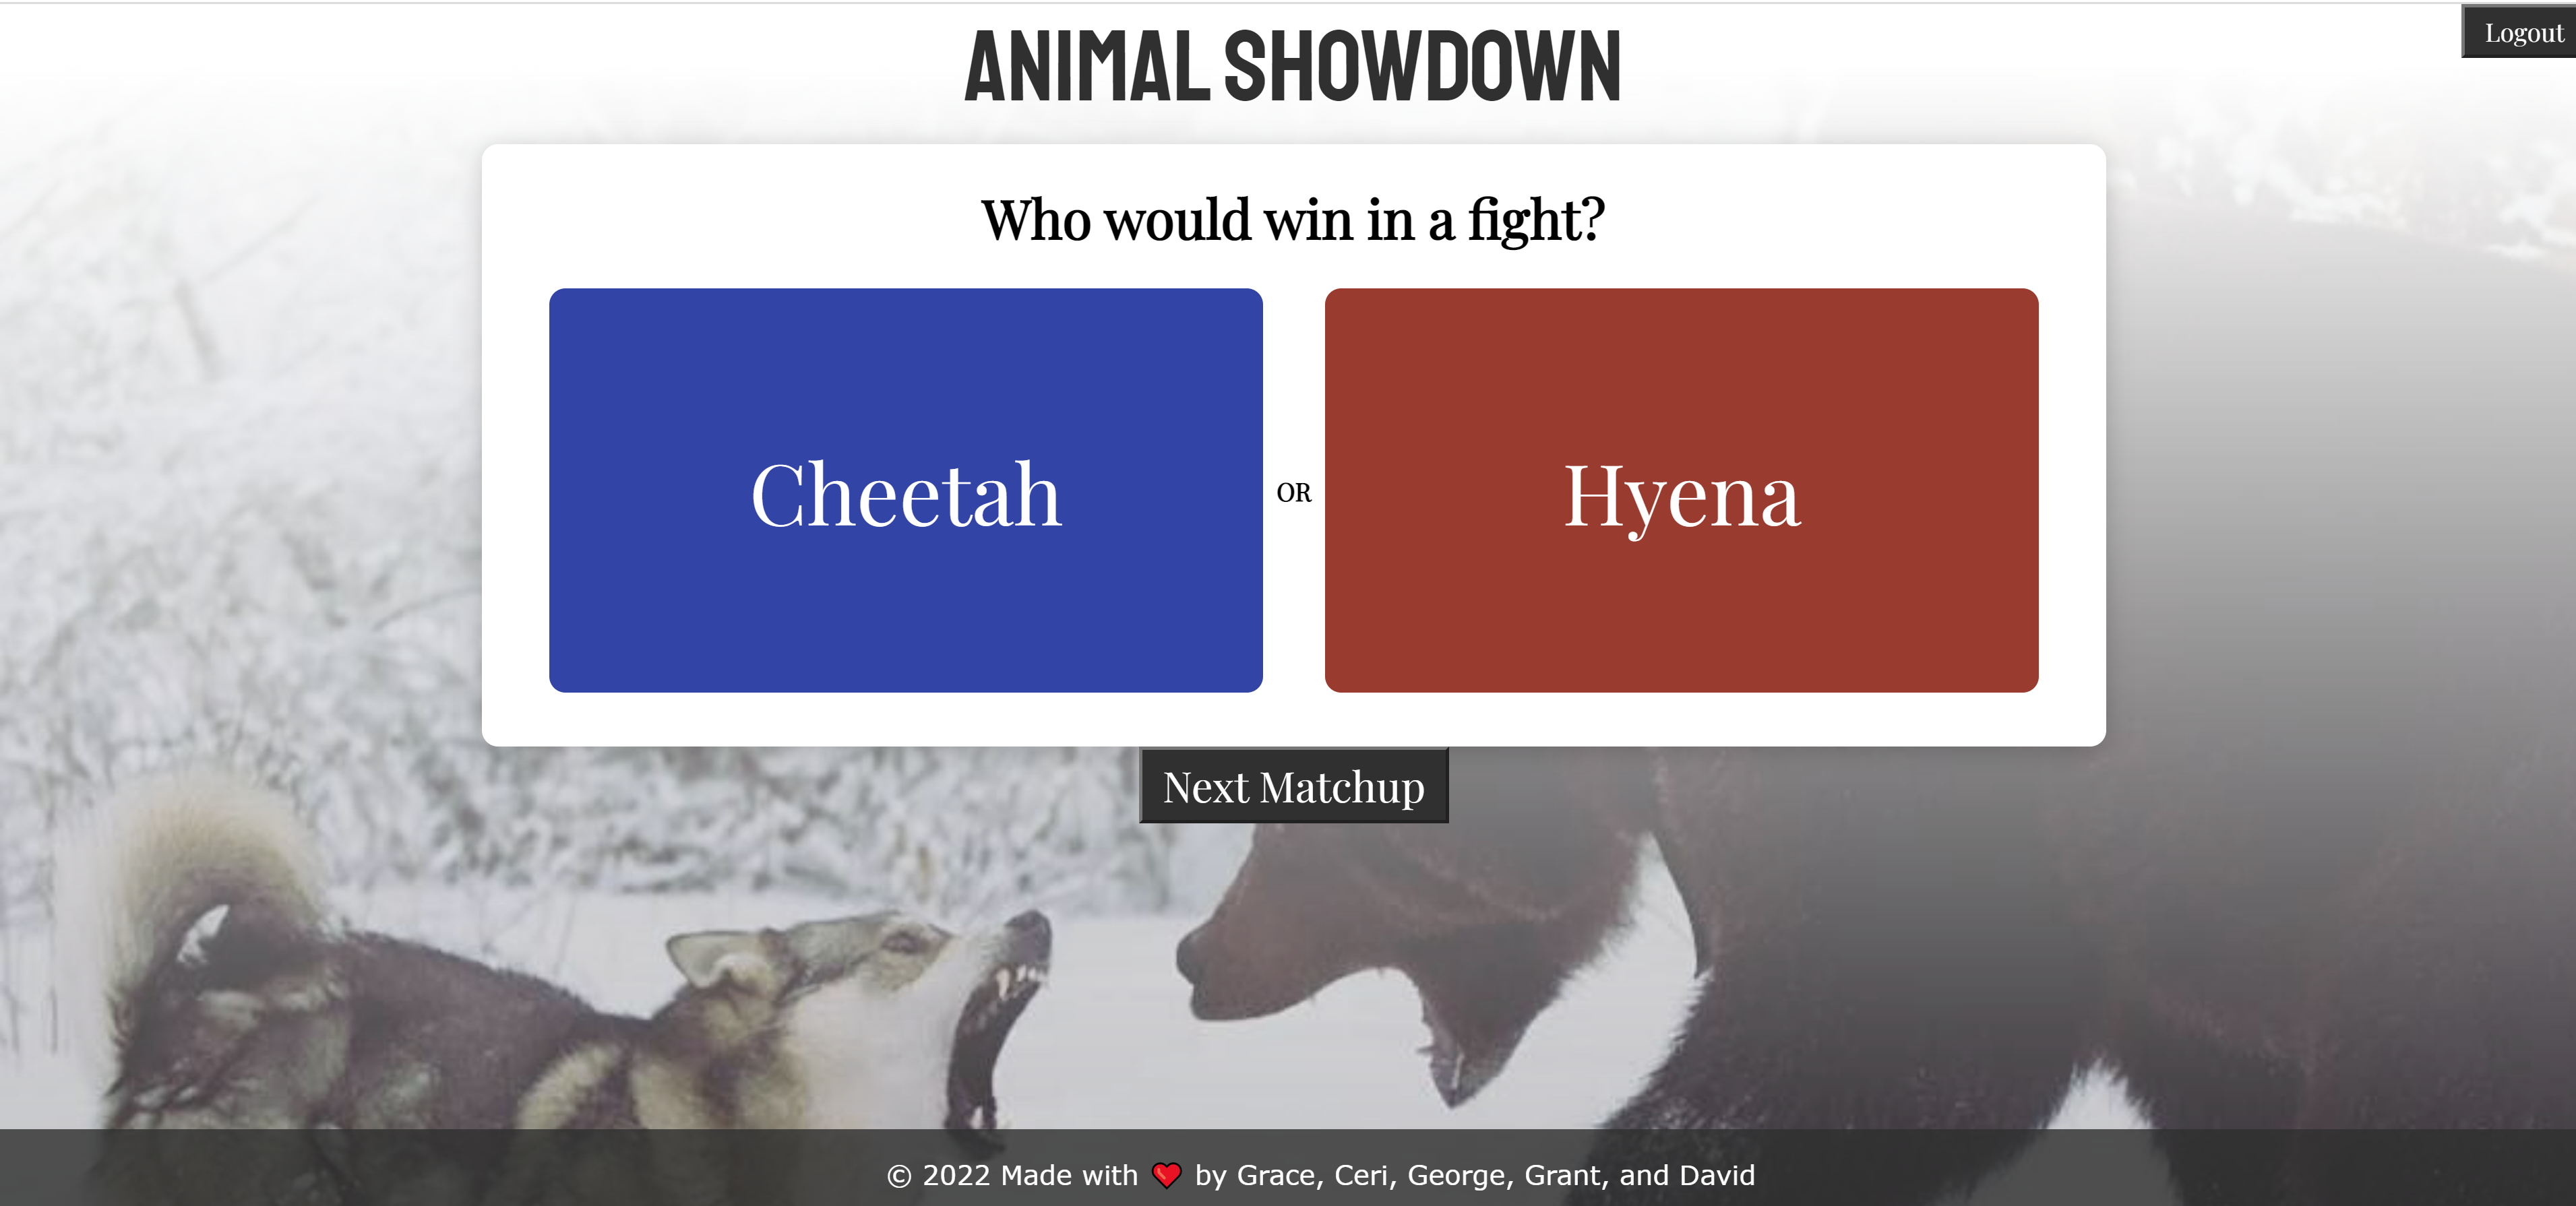 Logout
ANIMAL SHOWDOWN
Who would win in a fight?
Cheetah
OR
Hyena
Next Matchup
© 2022 Made with ❤️ by Grace, Ceri, George, Grant, and David